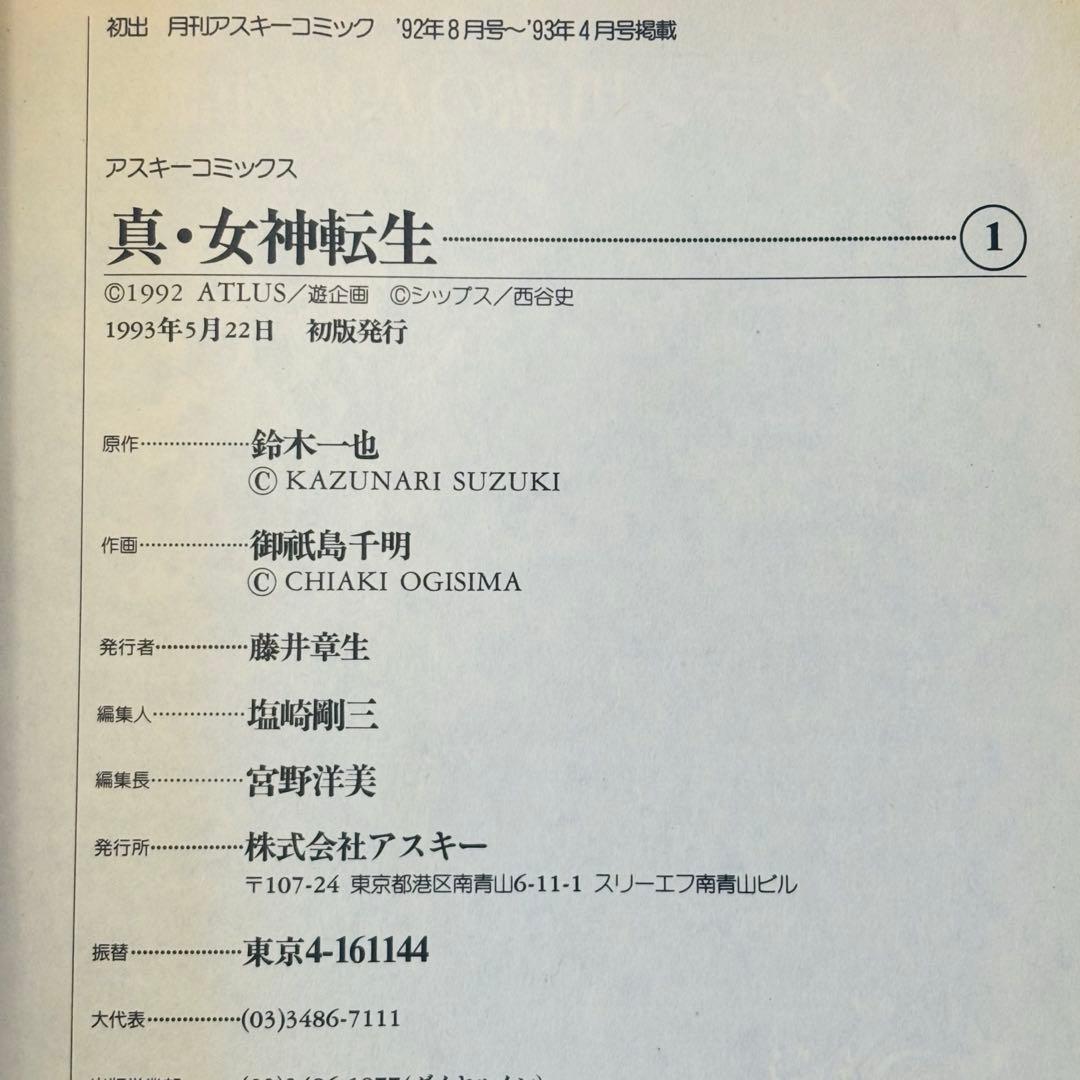 初出　月刊アスキーコミック　'92年8月号〜'93年4月号掲載
アスキーコミックス
真・女神転生…………………①
©1992 ATLUS／遊企画　©シップス／西谷史
1993年5月22日　初版発行
原作………………鈴木一也
© KAZUNARI SUZUKI
作画………………御祇島千明
© CHIAKI OGISIMA
発行者……………藤井章生
編集人……………塩崎剛三
編集長……………宮野洋美
発行所……………株式会社アスキー
〒107-24 東京都港区南青山6-11-1 スリーエフ南青山ビル
振替………………東京4-161144
大代表……………(03)3486-7111